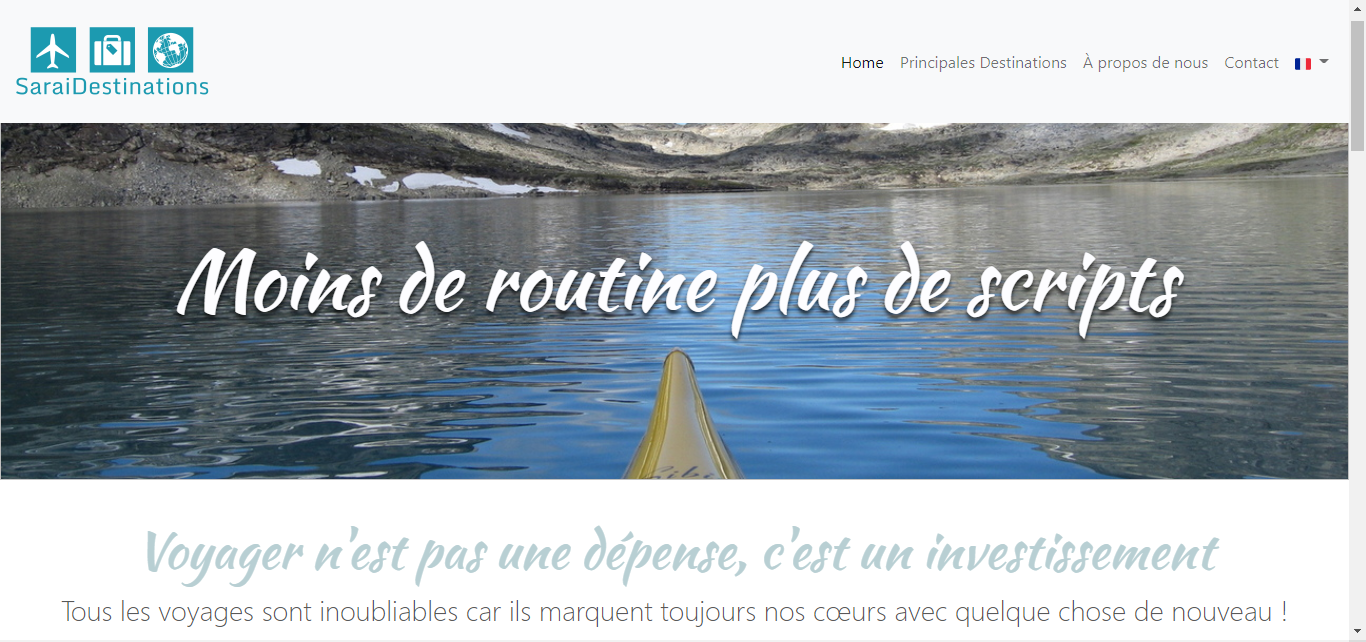 SaraiDestinations
Home Principales Destinations À propos de nous Contact
Moins de routine plus de scripts
Voyager n'est pas une dépense, c'est un investissement
Tous les voyages sont inoubliables car ils marquent toujours nos cœurs avec quelque chose de nouveau !